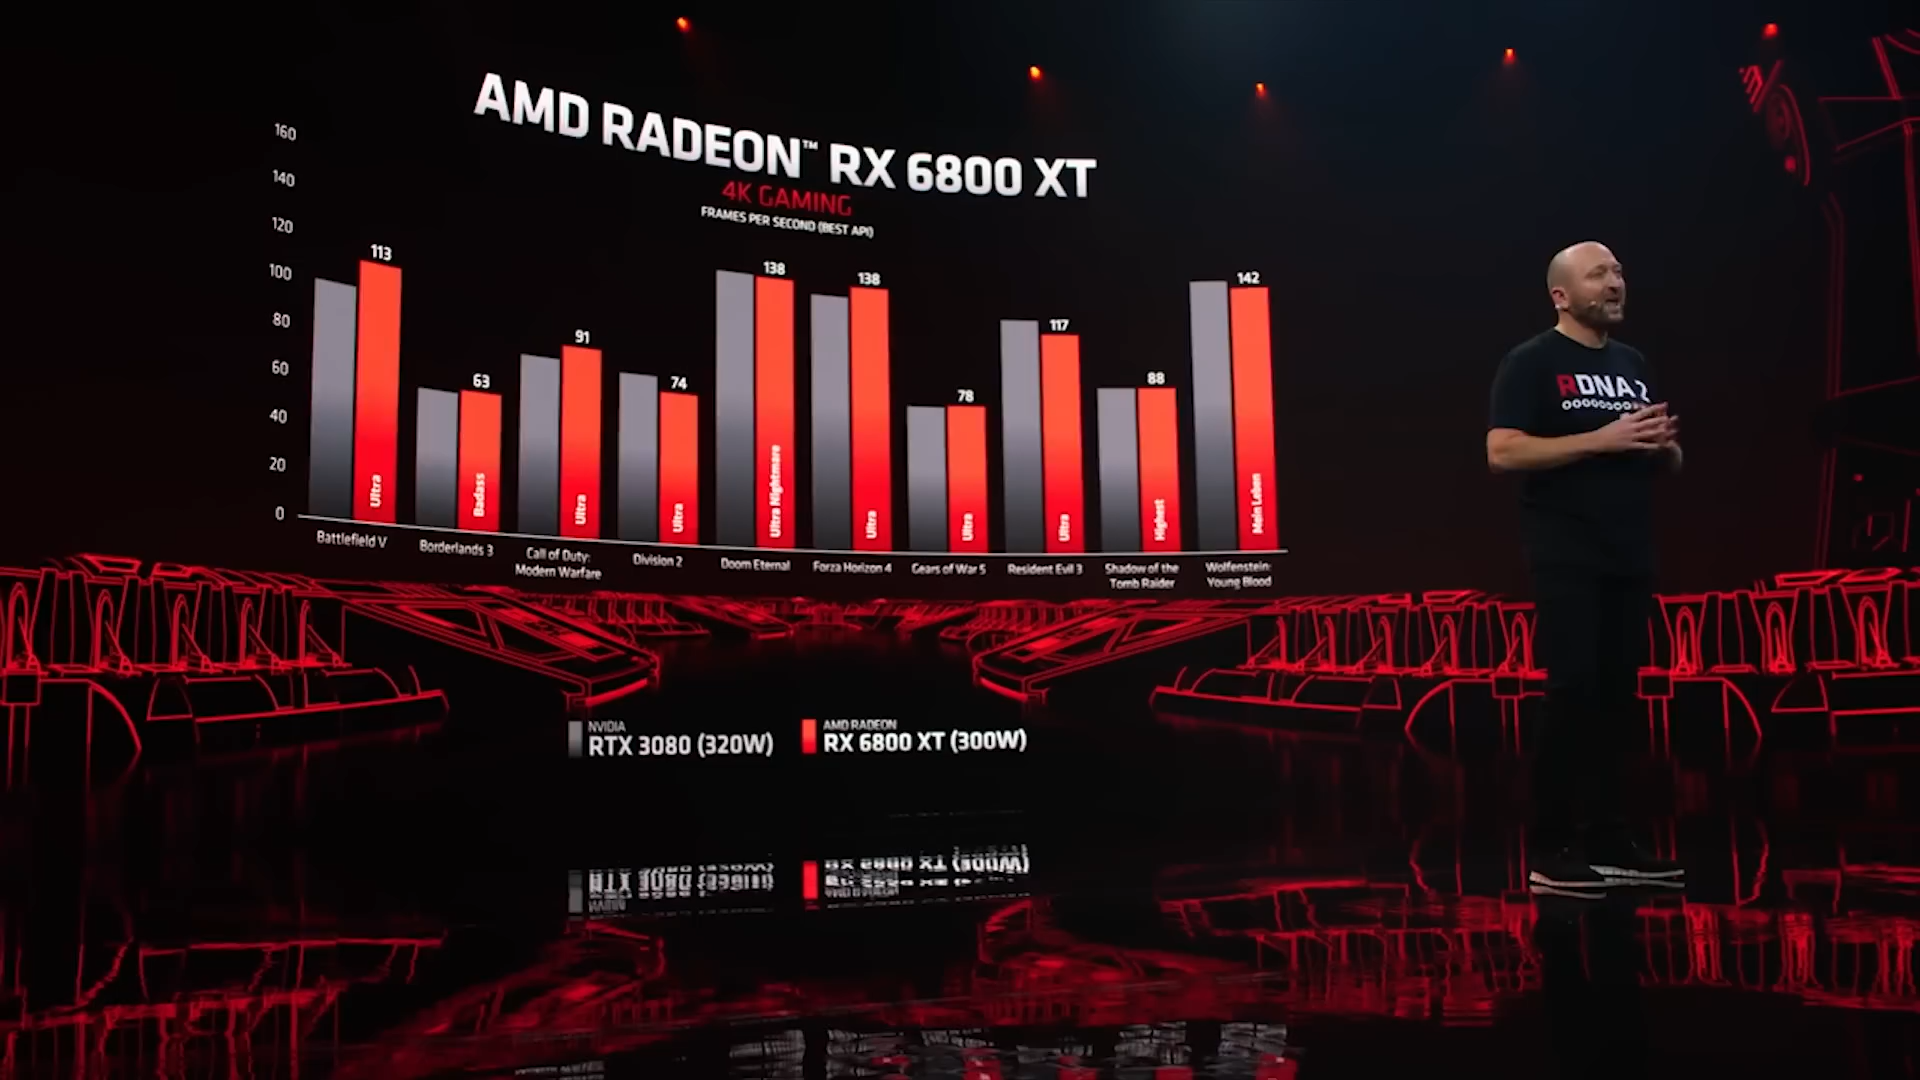 AMD RADEON™ RX 6800 XT
4K GAMING
FRAMES PER SECOND (BEST API)
160
140
120
100
80
60
40
20
0
113
63
91
74
138
138
78
117
88
142
Ultra
Badass
Ultra
Ultra
Ultra Nightmare
Ultra
Ultra
Ultra
Highest
Mein Leben
Battlefield V
Borderlands 3
Call of Duty:
Modern Warfare
Division 2
Doom Eternal
Forza Horizon 4
Gears of War 5
Resident Evil 3
Shadow of the
Tomb Raider
Wolfenstein:
Young Blood
NVIDIA
RTX 3080 (320W)
AMD RADEON
RX 6800 XT (300W)
RDNA 2